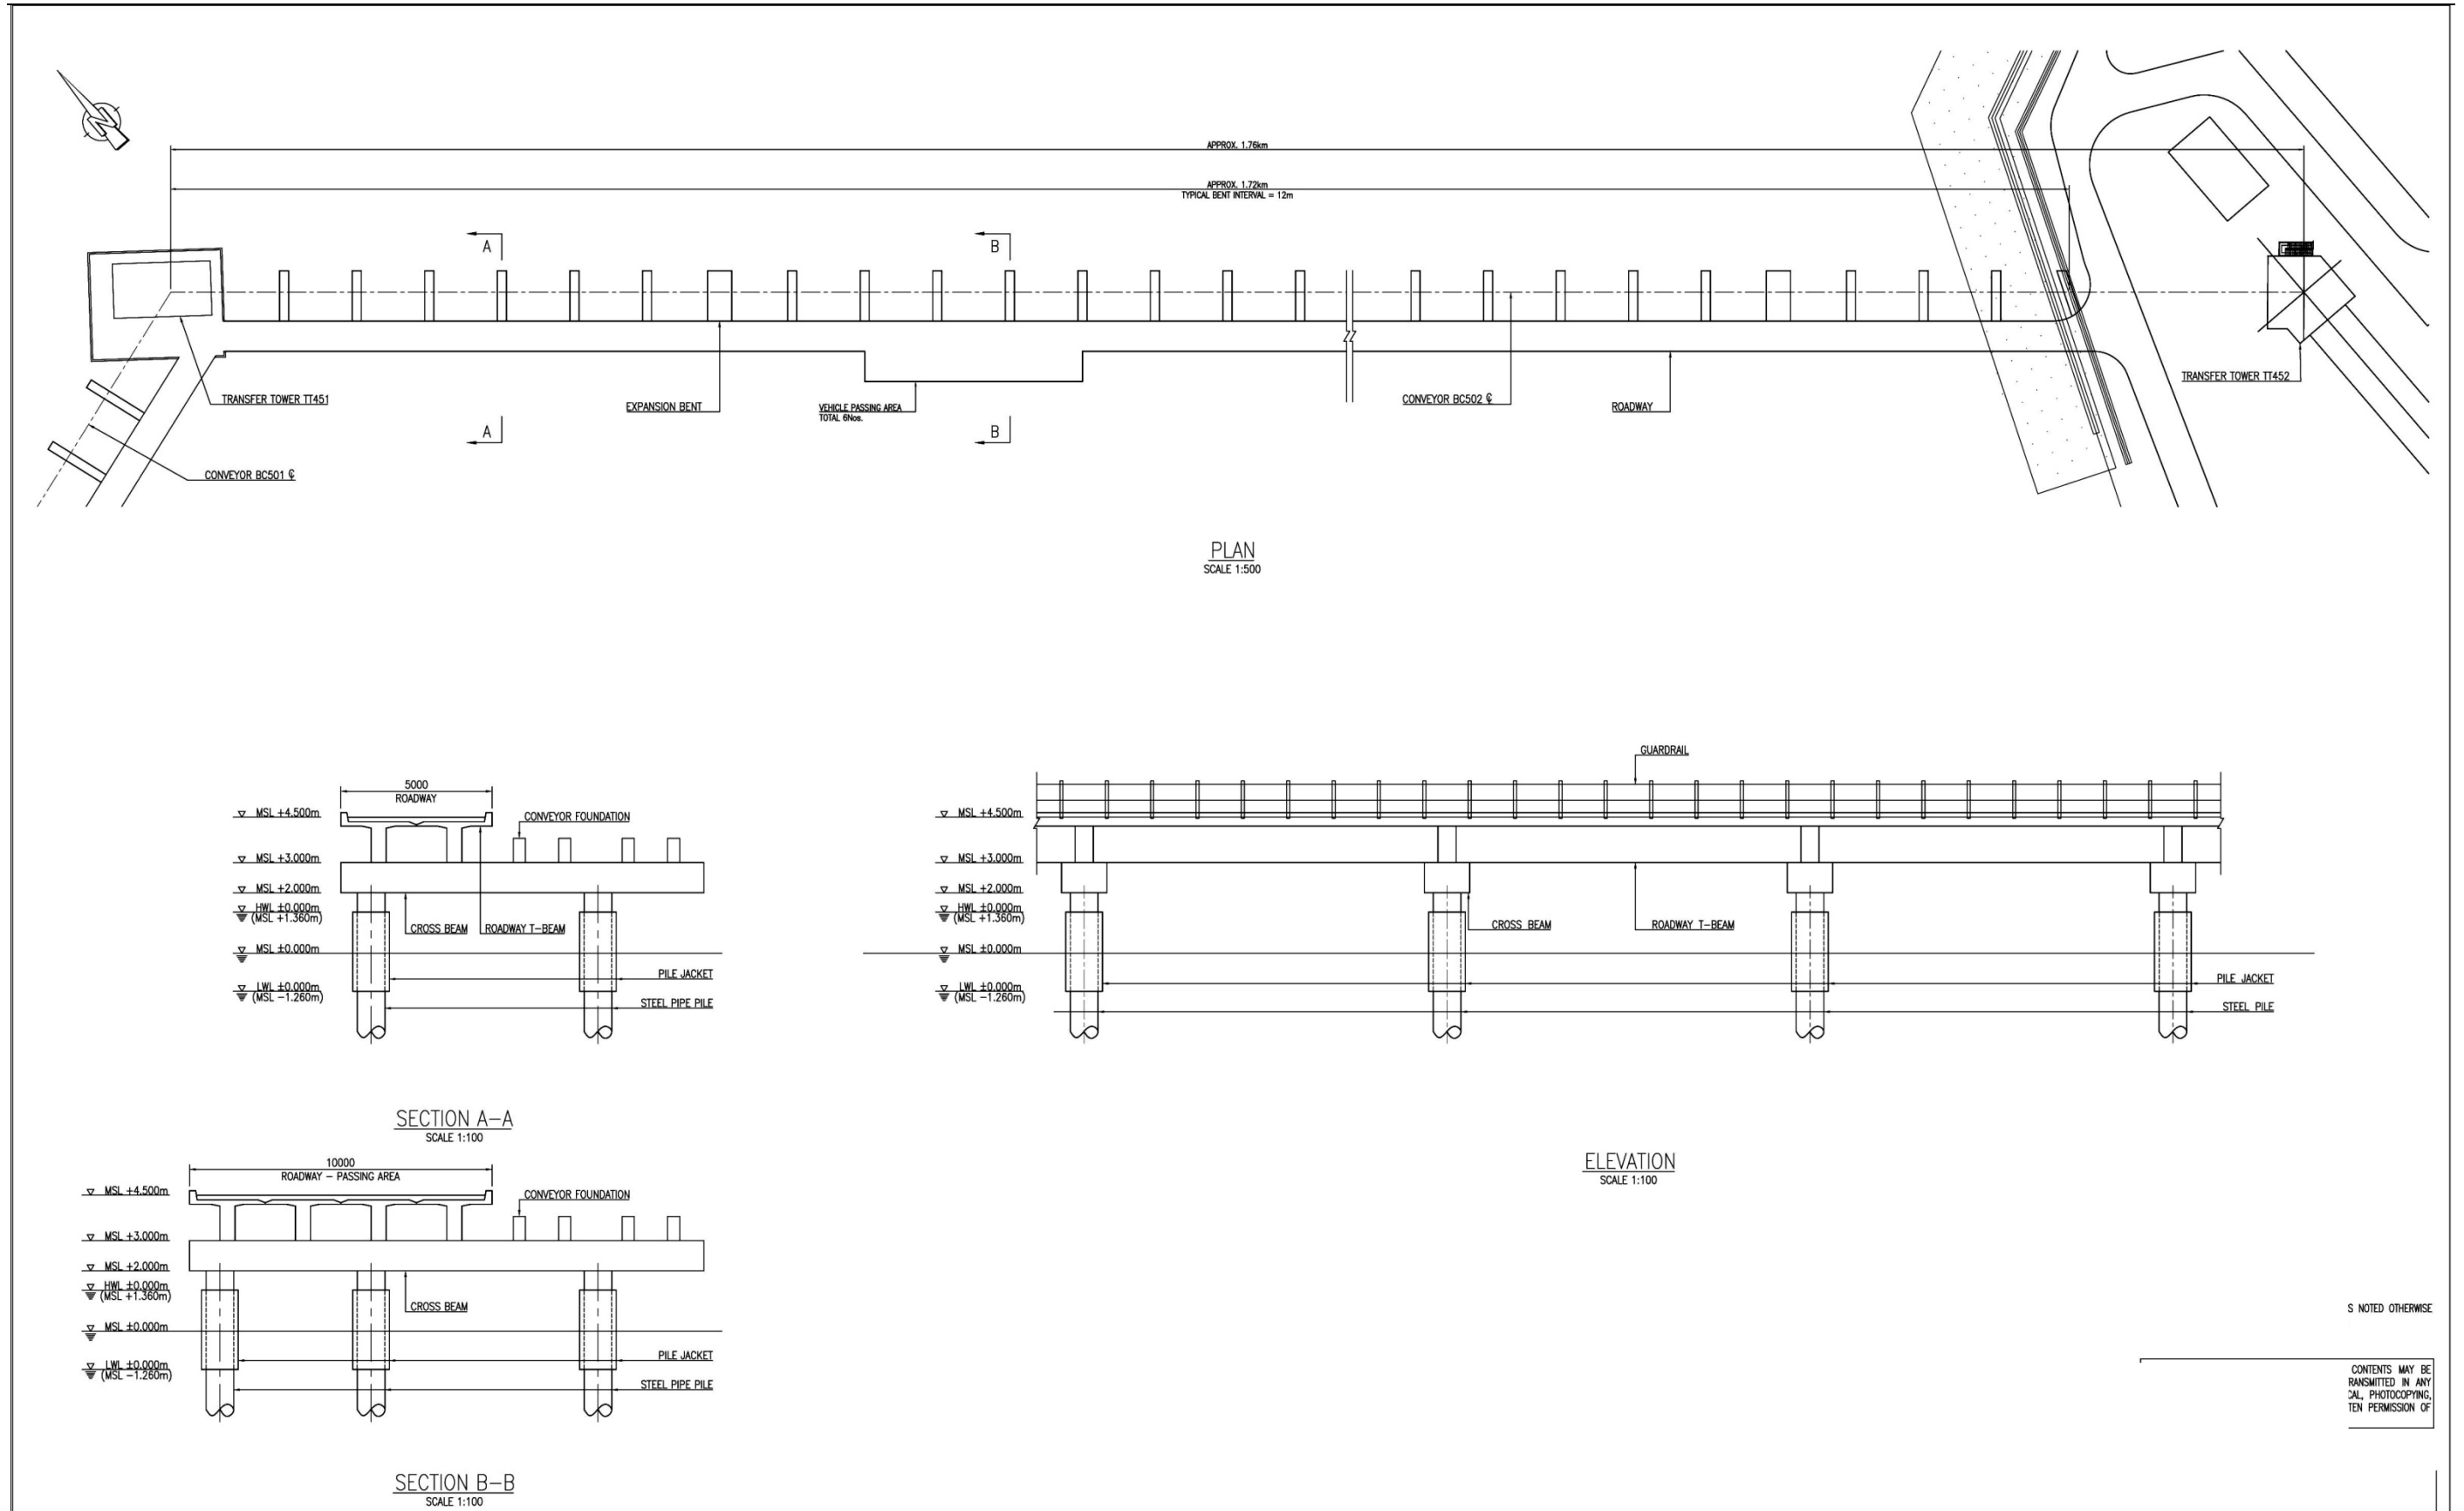 N
APPROX. 1.76km
APPROX. 1.72km
TYPICAL BENT INTERVAL = 12m
A
B
TRANSFER TOWER TT451
EXPANSION BENT
VEHICLE PASSING AREA
TOTAL 6Nos.
CONVEYOR BC502 ℄
ROADWAY
TRANSFER TOWER TT452
A
B
CONVEYOR BC501 ℄
PLAN
SCALE 1:500
5000
ROADWAY
MSL +4.500m
CONVEYOR FOUNDATION
MSL +3.000m
MSL +2.000m
HWL ±0.000m
(MSL +1.360m)
CROSS BEAM
ROADWAY T-BEAM
MSL ±0.000m
PILE JACKET
LWL ±0.000m
(MSL -1.260m)
STEEL PIPE PILE
SECTION A-A
SCALE 1:100
GUARDRAIL
MSL +4.500m
MSL +3.000m
MSL +2.000m
HWL ±0.000m
(MSL +1.360m)
CROSS BEAM
ROADWAY T-BEAM
MSL ±0.000m
PILE JACKET
LWL ±0.000m
(MSL -1.260m)
STEEL PILE
ELEVATION
SCALE 1:100
10000
ROADWAY - PASSING AREA
MSL +4.500m
CONVEYOR FOUNDATION
MSL +3.000m
MSL +2.000m
HWL ±0.000m
(MSL +1.360m)
CROSS BEAM
MSL ±0.000m
PILE JACKET
LWL ±0.000m
(MSL -1.260m)
STEEL PIPE PILE
SECTION B-B
SCALE 1:100
S NOTED OTHERWISE
CONTENTS MAY BE
RANSMITTED IN ANY
CAL, PHOTOCOPYING,
TEN PERMISSION OF